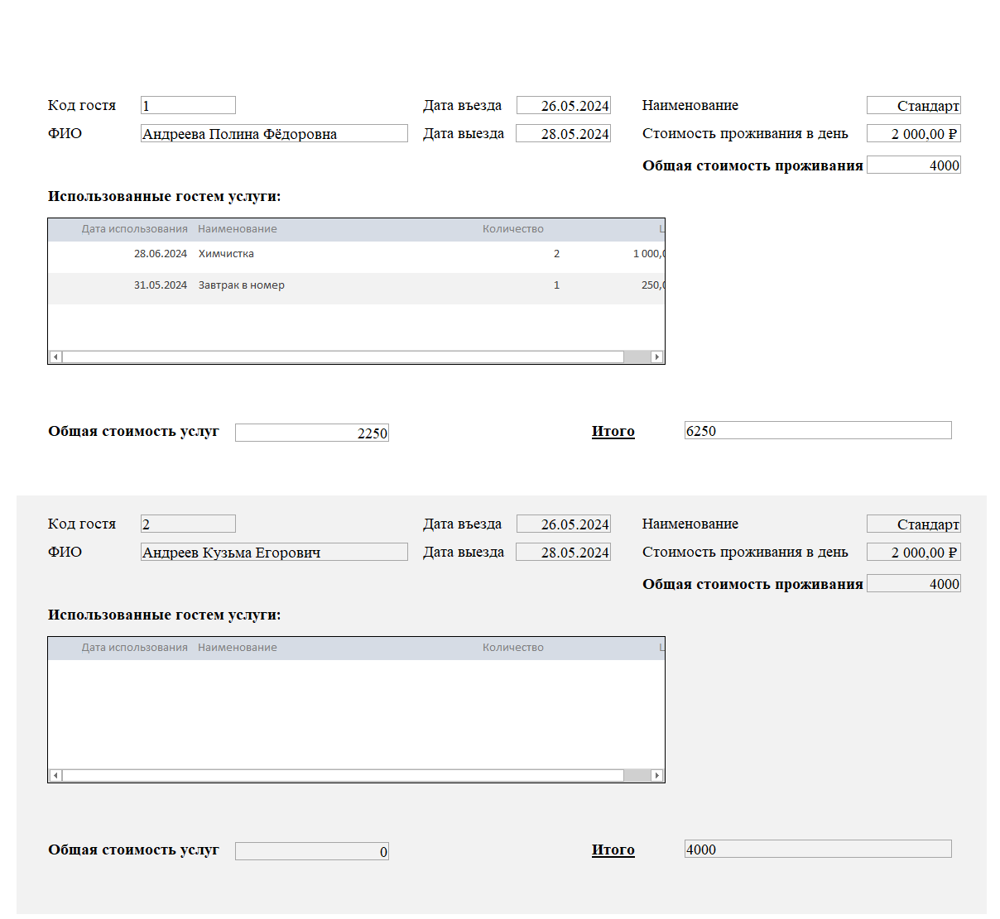 Код гостя 1 Дата въезда 26.05.2024 Наименование Стандарт
ФИО Андреева Полина Фёдоровна Дата выезда 28.05.2024 Стоимость проживания в день 2 000,00 ₽
Общая стоимость проживания 4000
Использованные гостем услуги:
Дата использования Наименование Количество
28.06.2024 Химчистка 2 1 000,0
31.05.2024 Завтрак в номер 1 250,0
Общая стоимость услуг 2250 Итого 6250
Код гостя 2 Дата въезда 26.05.2024 Наименование Стандарт
ФИО Андреев Кузьма Егорович Дата выезда 28.05.2024 Стоимость проживания в день 2 000,00 ₽
Общая стоимость проживания 4000
Использованные гостем услуги:
Дата использования Наименование Количество
Общая стоимость услуг 0 Итого 4000